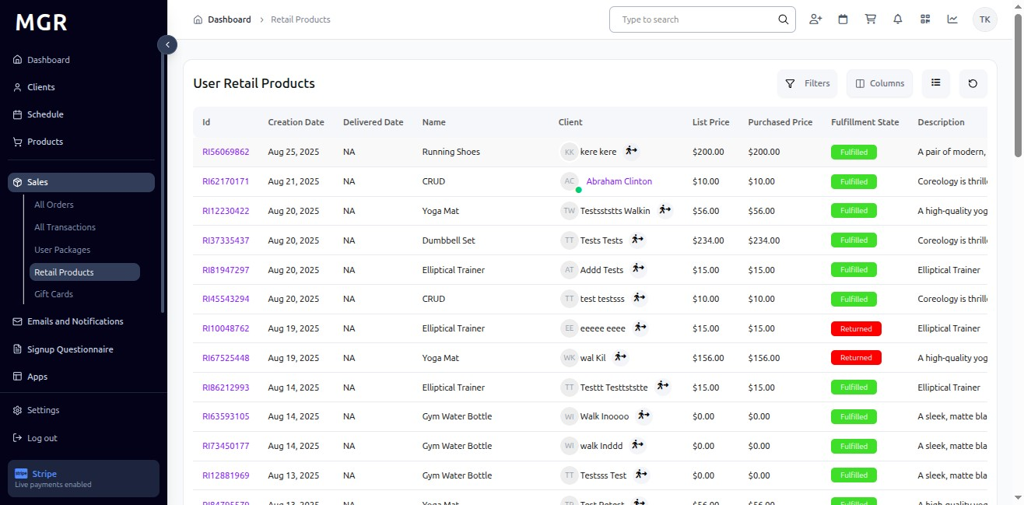 MGR
Dashboard
Clients
Schedule
Products
Sales
All Orders
All Transactions
User Packages
Retail Products
Gift Cards
Emails and Notifications
Signup Questionnaire
Apps
Settings
Log out
stripe Stripe
Live payments enabled
Dashboard > Retail Products
Type to search
TK
User Retail Products
Filters
Columns
Id Creation Date Delivered Date Name Client List Price Purchased Price Fulfillment State Description
RI56069862 Aug 25, 2025 NA Running Shoes KK kere kere $200.00 $200.00 Fulfilled A pair of modern,
RI62170171 Aug 21, 2025 NA CRUD AC Abraham Clinton $10.00 $10.00 Fulfilled Coreology is thrill
RI12230422 Aug 20, 2025 NA Yoga Mat TW Testsststts Walkin $56.00 $56.00 Fulfilled A high-quality yog
RI37335437 Aug 20, 2025 NA Dumbbell Set TT Tests Tests $234.00 $234.00 Fulfilled Coreology is thrill
RI81947297 Aug 20, 2025 NA Elliptical Trainer AT Addd Tests $15.00 $15.00 Fulfilled Elliptical Trainer
RI45543294 Aug 20, 2025 NA CRUD TT test testsss $10.00 $10.00 Fulfilled Coreology is thrill
RI10048762 Aug 19, 2025 NA Elliptical Trainer EE eeeee eeee $15.00 $15.00 Returned Elliptical Trainer
RI67525448 Aug 19, 2025 NA Yoga Mat WK wal Kil $156.00 $156.00 Returned A high-quality yog
RI86212993 Aug 14, 2025 NA Elliptical Trainer TT Testtt Testtststte $15.00 $15.00 Fulfilled Elliptical Trainer
RI63593105 Aug 14, 2025 NA Gym Water Bottle WI Walk Inoooo $0.00 $0.00 Fulfilled A sleek, matte bla
RI73450177 Aug 14, 2025 NA Gym Water Bottle WI walk Inddd $0.00 $0.00 Fulfilled A sleek, matte bla
RI12881969 Aug 13, 2025 NA Gym Water Bottle TT Testsss Test $0.00 $0.00 Fulfilled A sleek, matte bla
Aug 13, 2025 NA Yoga Mat $56.00 $56.00 Fulfilled A high-quality yog